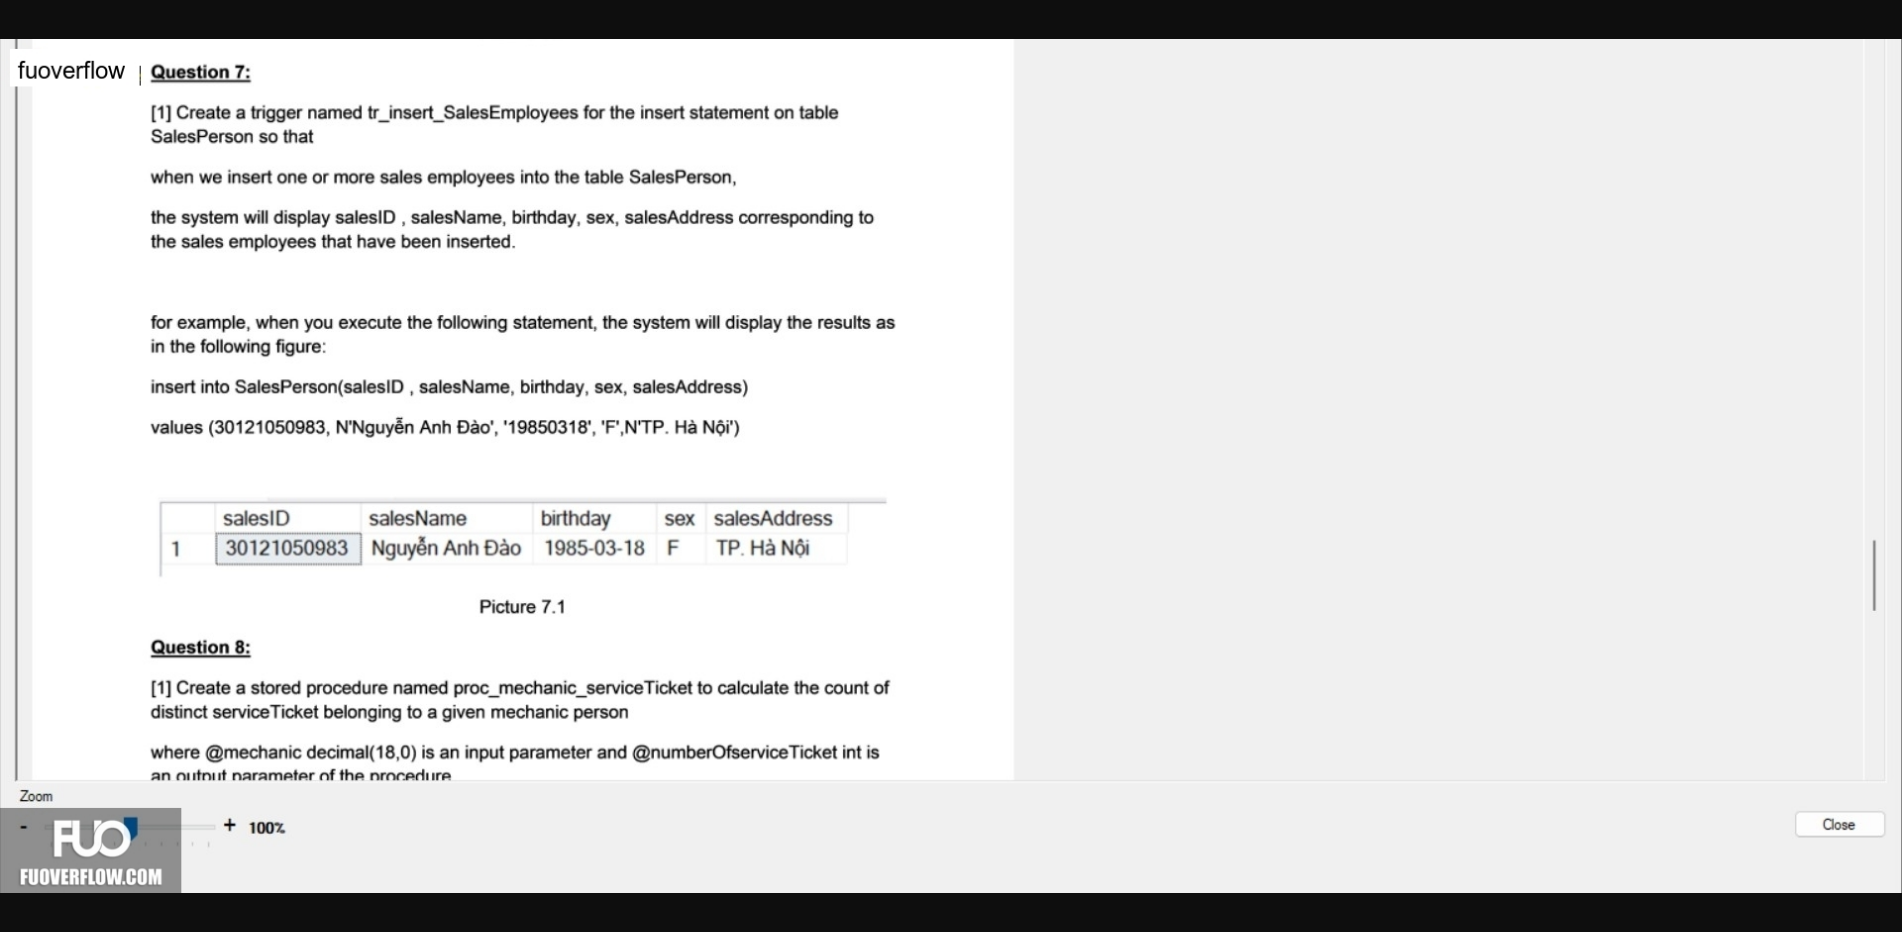 fuoverflow
Question 7:
[1] Create a trigger named tr_insert_SalesEmployees for the insert statement on table
SalesPerson so that
when we insert one or more sales employees into the table SalesPerson,
the system will display salesID , salesName, birthday, sex, salesAddress corresponding to
the sales employees that have been inserted.
for example, when you execute the following statement, the system will display the results as
in the following figure:
insert into SalesPerson(salesID , salesName, birthday, sex, salesAddress)
values (30121050983, N'Nguyễn Anh Đào', '19850318', 'F',N'TP. Hà Nội')
salesID salesName birthday sex salesAddress
1 30121050983 Nguyễn Anh Đào 1985-03-18 F TP. Hà Nội
Picture 7.1
Question 8:
[1] Create a stored procedure named proc_mechanic_serviceTicket to calculate the count of
distinct serviceTicket belonging to a given mechanic person
where @mechanic decimal(18,0) is an input parameter and @numberOfserviceTicket int is
an output parameter of the procedure
Zoom
- + 100%
Close
FUO
FUOVERFLOW.COM